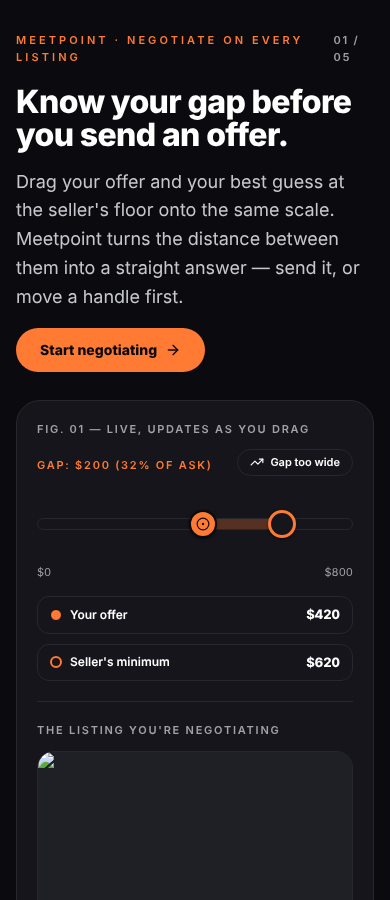 MEETPOINT · NEGOTIATE ON EVERY
LISTING
01 /
05
Know your gap before
you send an offer.
Drag your offer and your best guess at
the seller's floor onto the same scale.
Meetpoint turns the distance between
them into a straight answer — send it, or
move a handle first.
Start negotiating
FIG. 01 — LIVE, UPDATES AS YOU DRAG
GAP: $200 (32% OF ASK)
Gap too wide
$0
$800
Your offer
$420
Seller's minimum
$620
THE LISTING YOU'RE NEGOTIATING